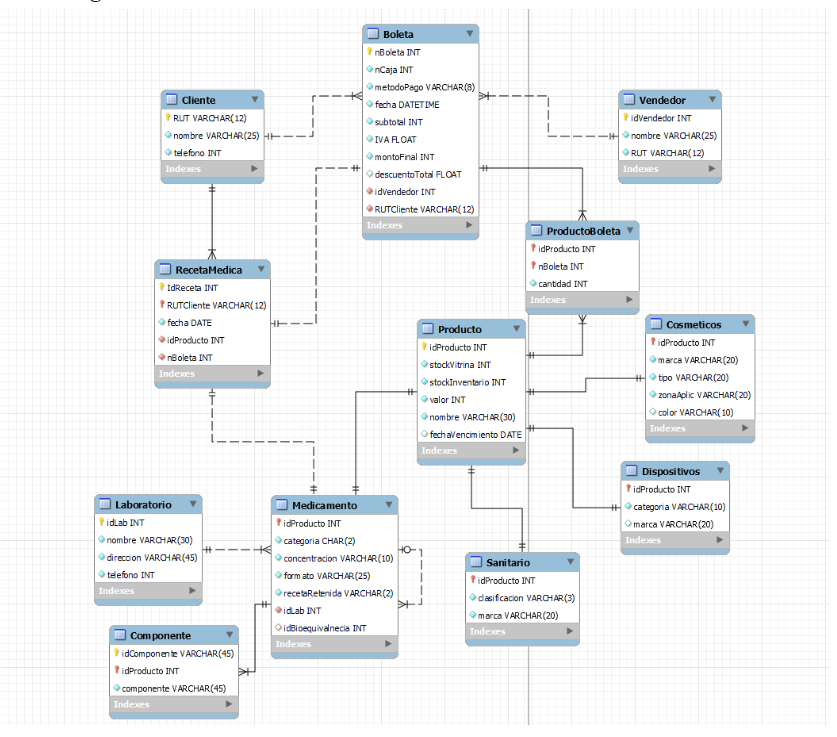 Boleta
nBoleta INT
nCaja INT
metodoPago VARCHAR(8)
fecha DATETIME
subtotal INT
IVA FLOAT
montoFinal INT
descuentoTotal FLOAT
idVendedor INT
RUTCliente VARCHAR(12)
Indexes
Cliente
RUT VARCHAR(12)
nombre VARCHAR(25)
telefono INT
Indexes
Vendedor
idVendedor INT
nombre VARCHAR(25)
RUT VARCHAR(12)
Indexes
ProductoBoleta
idProducto INT
nBoleta INT
cantidad INT
Indexes
RecetaMedica
IdReceta INT
RUTCliente VARCHAR(12)
fecha DATE
idProducto INT
nBoleta INT
Indexes
Producto
idProducto INT
stockVitrina INT
stockInventario INT
valor INT
nombre VARCHAR(30)
fechaVencimiento DATE
Indexes
Cosmeticos
idProducto INT
marca VARCHAR(20)
tipo VARCHAR(20)
zonaAplic VARCHAR(20)
color VARCHAR(10)
Indexes
Dispositivos
idProducto INT
categoria VARCHAR(10)
marca VARCHAR(20)
Indexes
Laboratorio
idLab INT
nombre VARCHAR(30)
direccion VARCHAR(45)
telefono INT
Indexes
Medicamento
idProducto INT
categoria CHAR(2)
concentracion VARCHAR(10)
formato VARCHAR(25)
recetaRetenida VARCHAR(2)
idLab INT
idBioequivalnecia INT
Indexes
Sanitario
idProducto INT
clasificacion VARCHAR(3)
marca VARCHAR(20)
Indexes
Componente
idComponente VARCHAR(45)
idProducto INT
componente VARCHAR(45)
Indexes